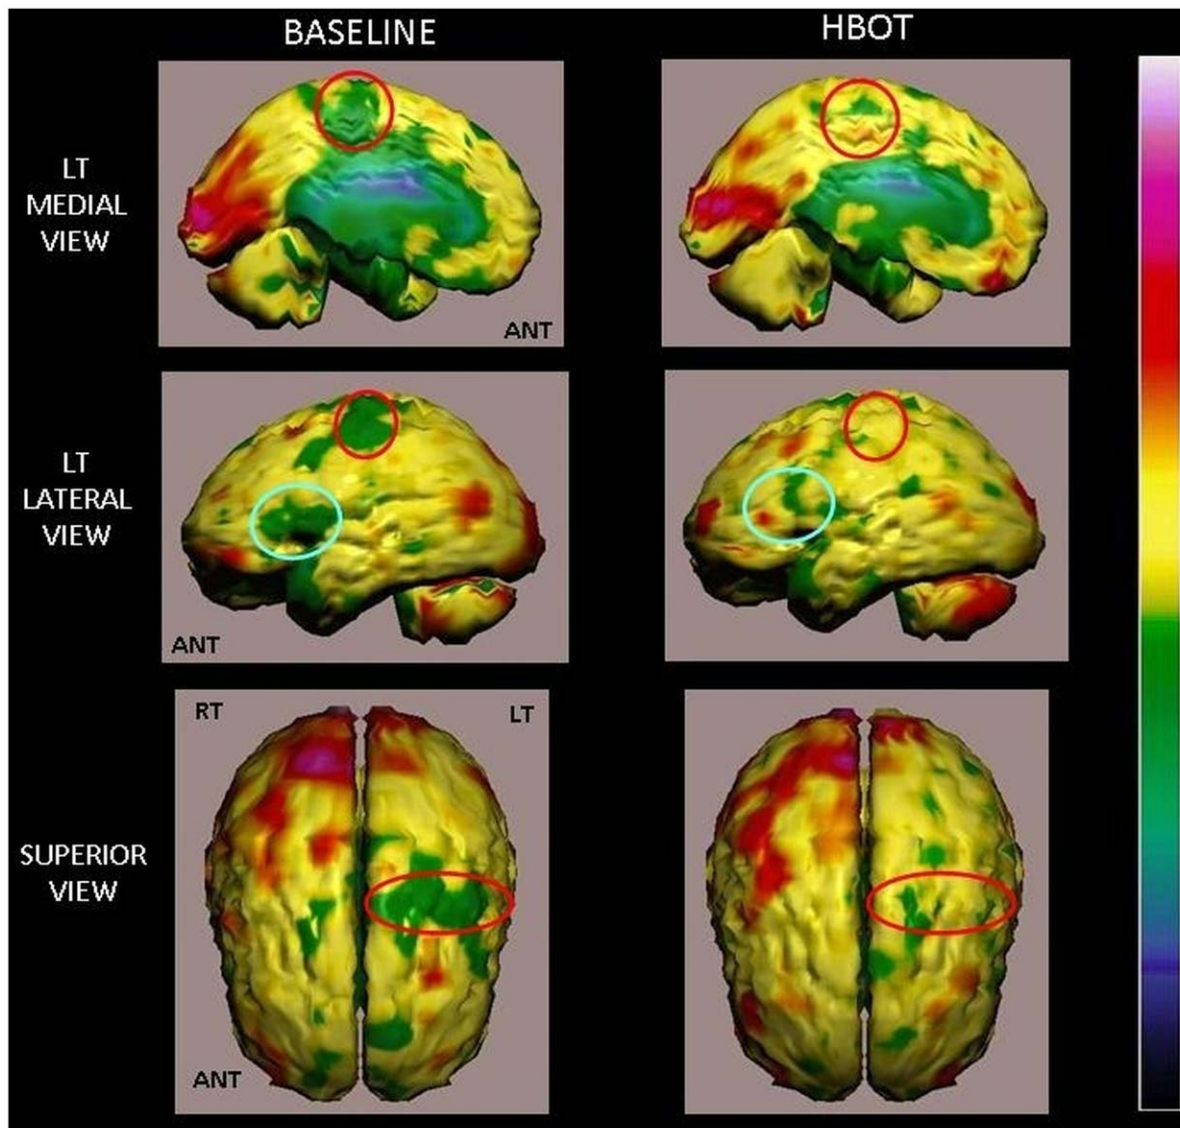 BASELINE HBOT
LT
MEDIAL
VIEW
ANT
LT
LATERAL
VIEW
ANT
RT LT
SUPERIOR
VIEW
ANT